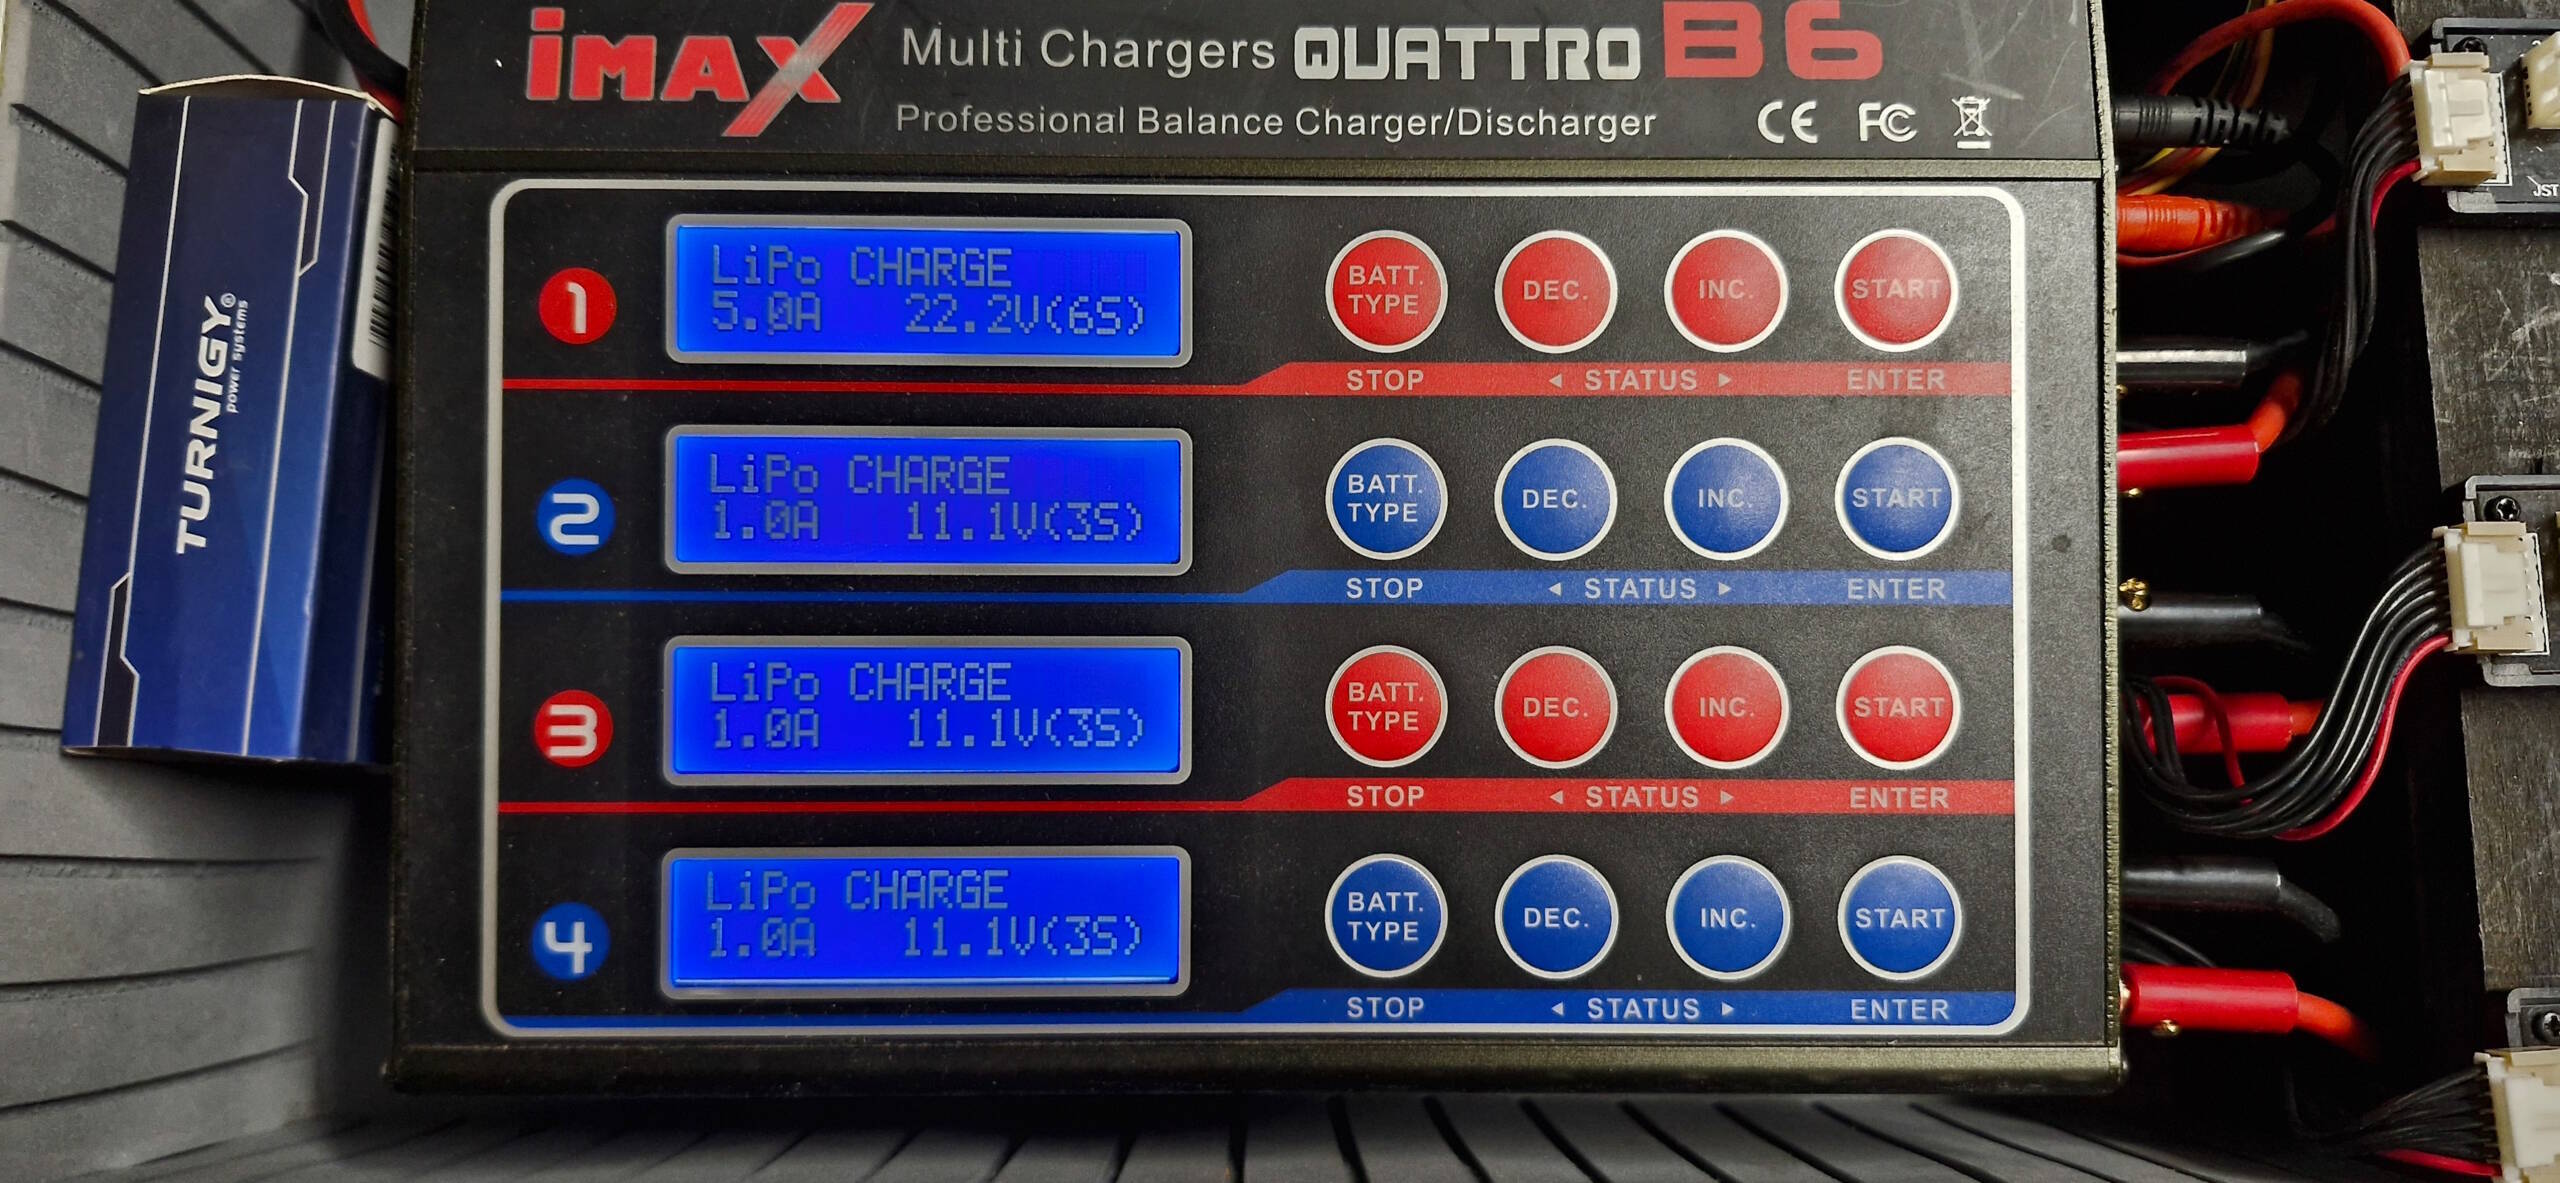 iMAX Multi Chargers QUATTRO B6
Professional Balance Charger/Discharger CE FC
TURNIGY®
power systems
1
LiPo CHARGE
5.0A 22.2V(6S)
BATT. TYPE DEC. INC. START
STOP ◄ STATUS ► ENTER
2
LiPo CHARGE
1.0A 11.1V(3S)
BATT. TYPE DEC. INC. START
STOP ◄ STATUS ► ENTER
3
LiPo CHARGE
1.0A 11.1V(3S)
BATT. TYPE DEC. INC. START
STOP ◄ STATUS ► ENTER
4
LiPo CHARGE
1.0A 11.1V(3S)
BATT. TYPE DEC. INC. START
STOP ◄ STATUS ► ENTER
JST